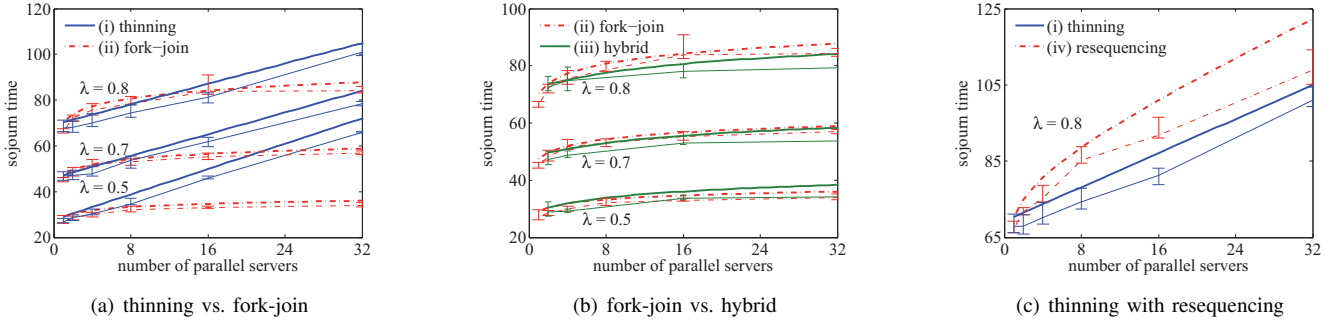 120
100
80
60
40
20
0
8
16
24
32
sojourn time
number of parallel servers
(i) thinning
(ii) fork−join
λ = 0.8
λ = 0.7
λ = 0.5
(a) thinning vs. fork-join
100
80
60
40
20
0
8
16
24
32
sojourn time
number of parallel servers
(ii) fork−join
(iii) hybrid
λ = 0.8
λ = 0.7
λ = 0.5
(b) fork-join vs. hybrid
125
105
85
65
0
8
16
24
32
sojourn time
number of parallel servers
(i) thinning
(iv) resequencing
λ = 0.8
(c) thinning with resequencing